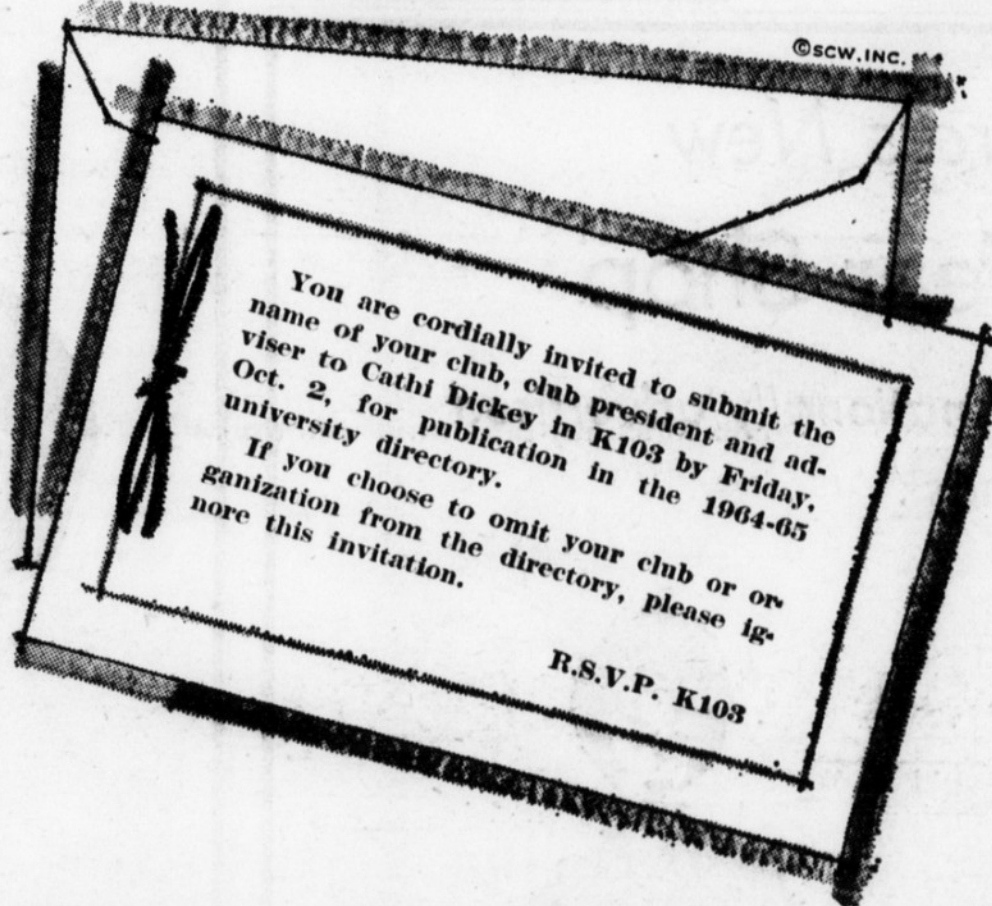 ©SCW,INC.
You are cordially invited to submit the
name of your club, club president and ad-
viser to Cathi Dickey in K103 by Friday,
Oct. 2, for publication in the 1964-65
university directory.
If you choose to omit your club or or-
ganization from the directory, please ig-
nore this invitation.
R.S.V.P. K103